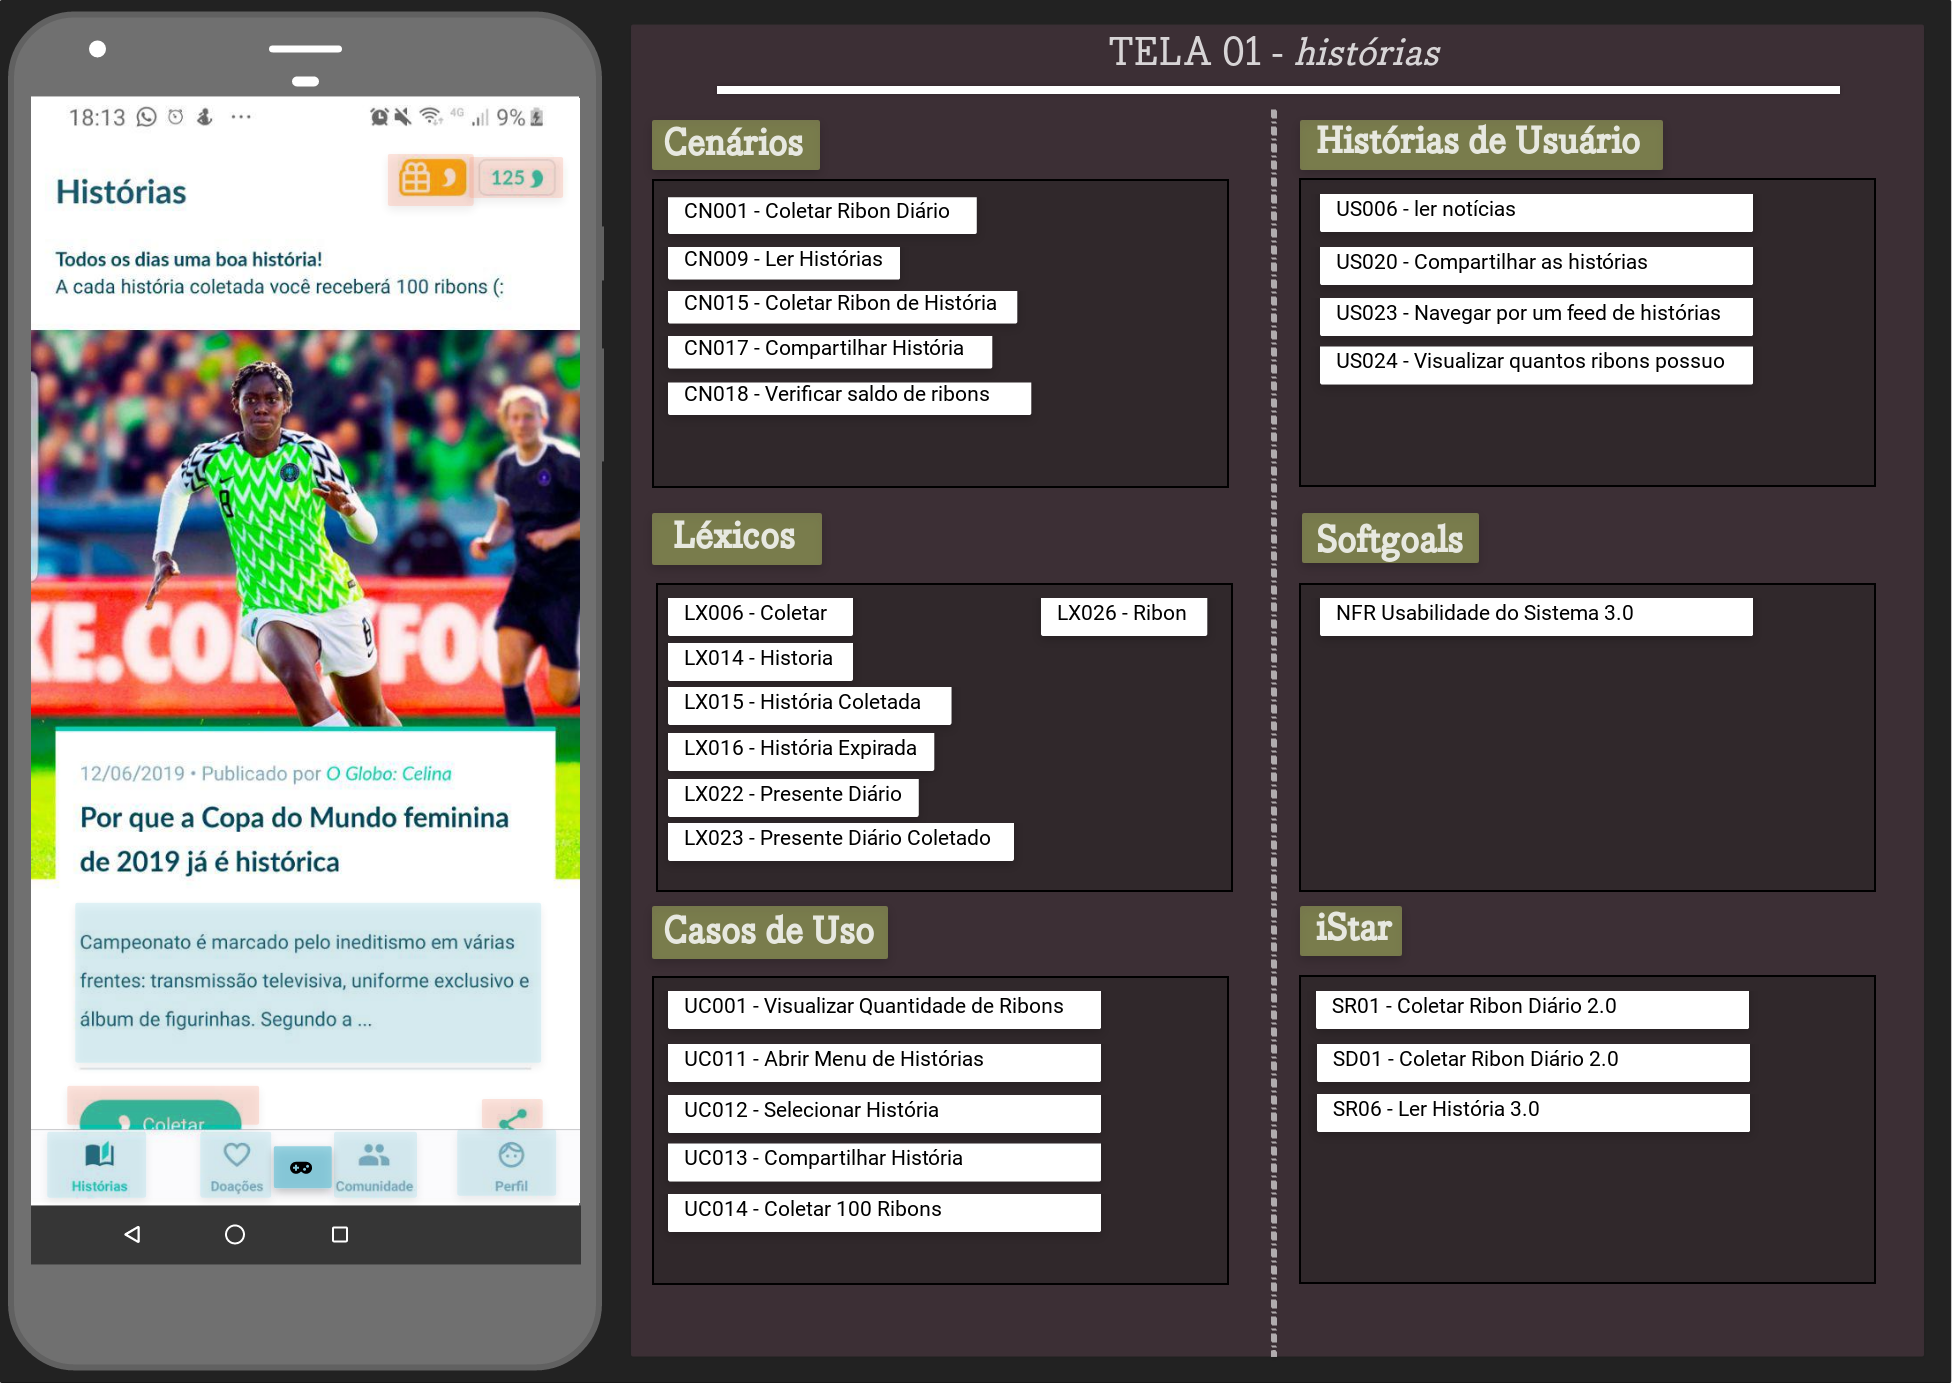 18:13
4G
9%
Histórias
125
Todos os dias uma boa história!
A cada história coletada você receberá 100 ribons (:
8
8
KE.COM
FOO
12/06/2019 • Publicado por O Globo: Celina
Por que a Copa do Mundo feminina
de 2019 já é histórica
Campeonato é marcado pelo ineditismo em várias
frentes: transmissão televisiva, uniforme exclusivo e
álbum de figurinhas. Segundo a ...
Coletar
Histórias
Doações
Comunidade
Perfil
TELA 01 - histórias
Cenários
CN001 - Coletar Ribon Diário
CN009 - Ler Histórias
CN015 - Coletar Ribon de História
CN017 - Compartilhar História
CN018 - Verificar saldo de ribons
Histórias de Usuário
US006 - ler notícias
US020 - Compartilhar as histórias
US023 - Navegar por um feed de histórias
US024 - Visualizar quantos ribons possuo
Léxicos
LX006 - Coletar
LX026 - Ribon
LX014 - Historia
LX015 - História Coletada
LX016 - História Expirada
LX022 - Presente Diário
LX023 - Presente Diário Coletado
Softgoals
NFR Usabilidade do Sistema 3.0
Casos de Uso
UC001 - Visualizar Quantidade de Ribons
UC011 - Abrir Menu de Histórias
UC012 - Selecionar História
UC013 - Compartilhar História
UC014 - Coletar 100 Ribons
iStar
SR01 - Coletar Ribon Diário 2.0
SD01 - Coletar Ribon Diário 2.0
SR06 - Ler História 3.0